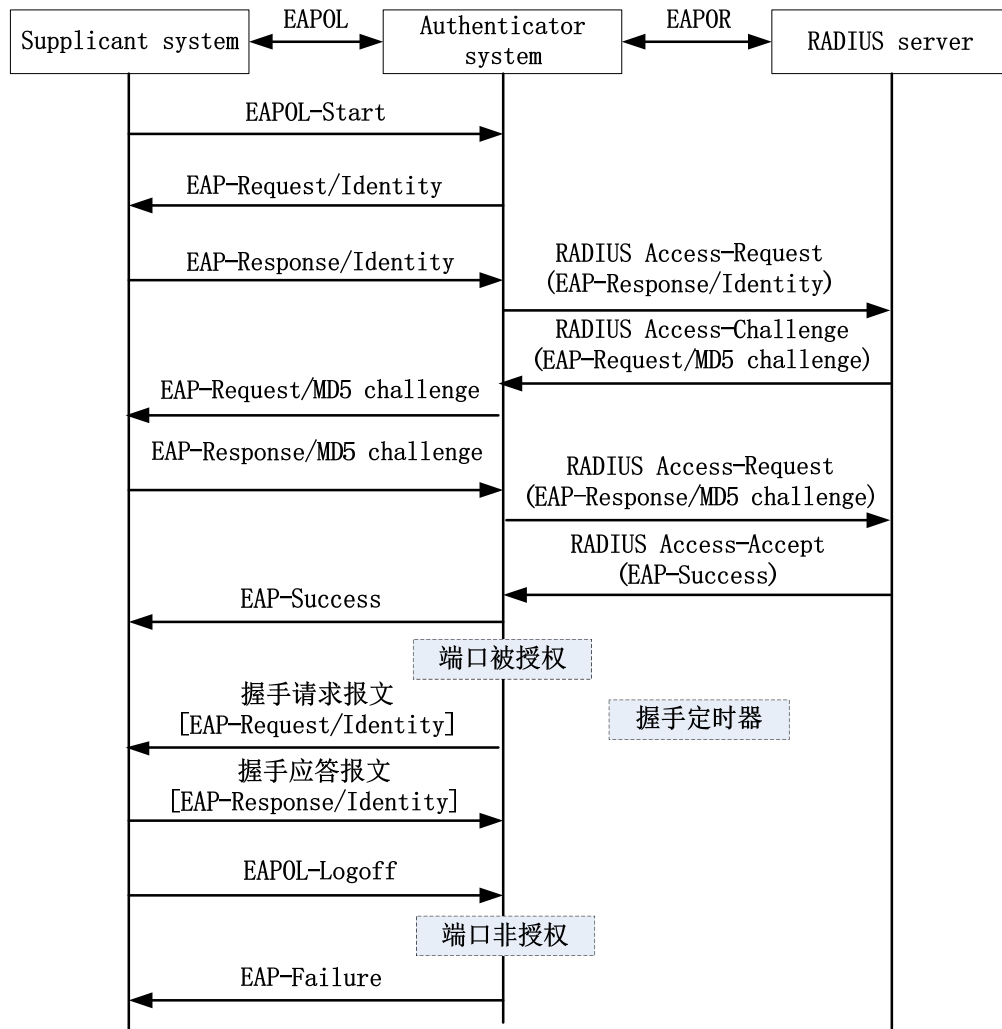 Supplicant system
EAPOL
Authenticator
system
EAPOR
RADIUS server
EAPOL-Start
EAP-Request/Identity
EAP-Response/Identity
RADIUS Access-Request
(EAP-Response/Identity)
RADIUS Access-Challenge
(EAP-Request/MD5 challenge)
EAP-Request/MD5 challenge
EAP-Response/MD5 challenge
RADIUS Access-Request
(EAP-Response/MD5 challenge)
RADIUS Access-Accept
(EAP-Success)
EAP-Success
端口被授权
握手请求报文
[EAP-Request/Identity]
握手定时器
握手应答报文
[EAP-Response/Identity]
EAPOL-Logoff
端口非授权
EAP-Failure